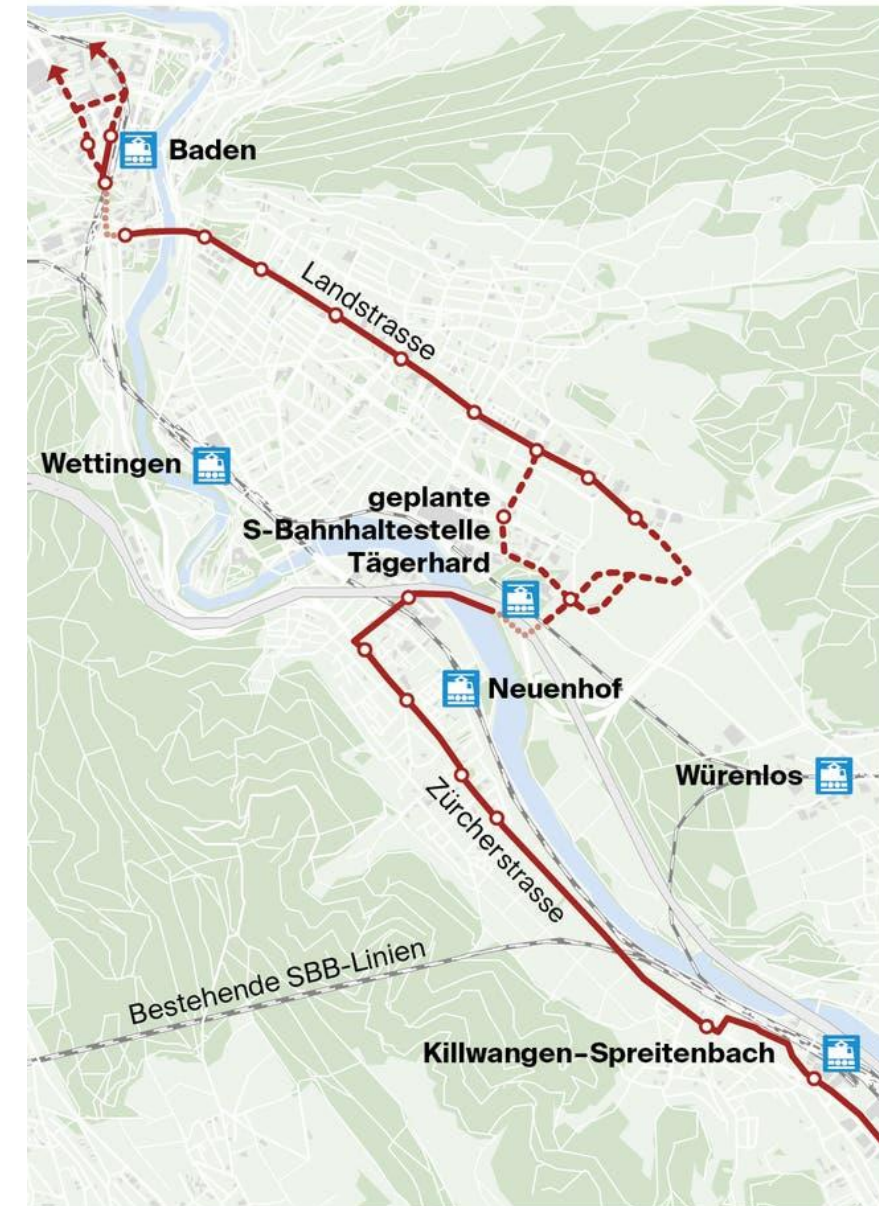 Baden
Landstrasse
Wettingen
geplante
S-Bahnhaltestelle
Tägerhard
Neuenhof
Würenlos
Zürcherstrasse
Bestehende SBB-Linien
Killwangen–Spreitenbach